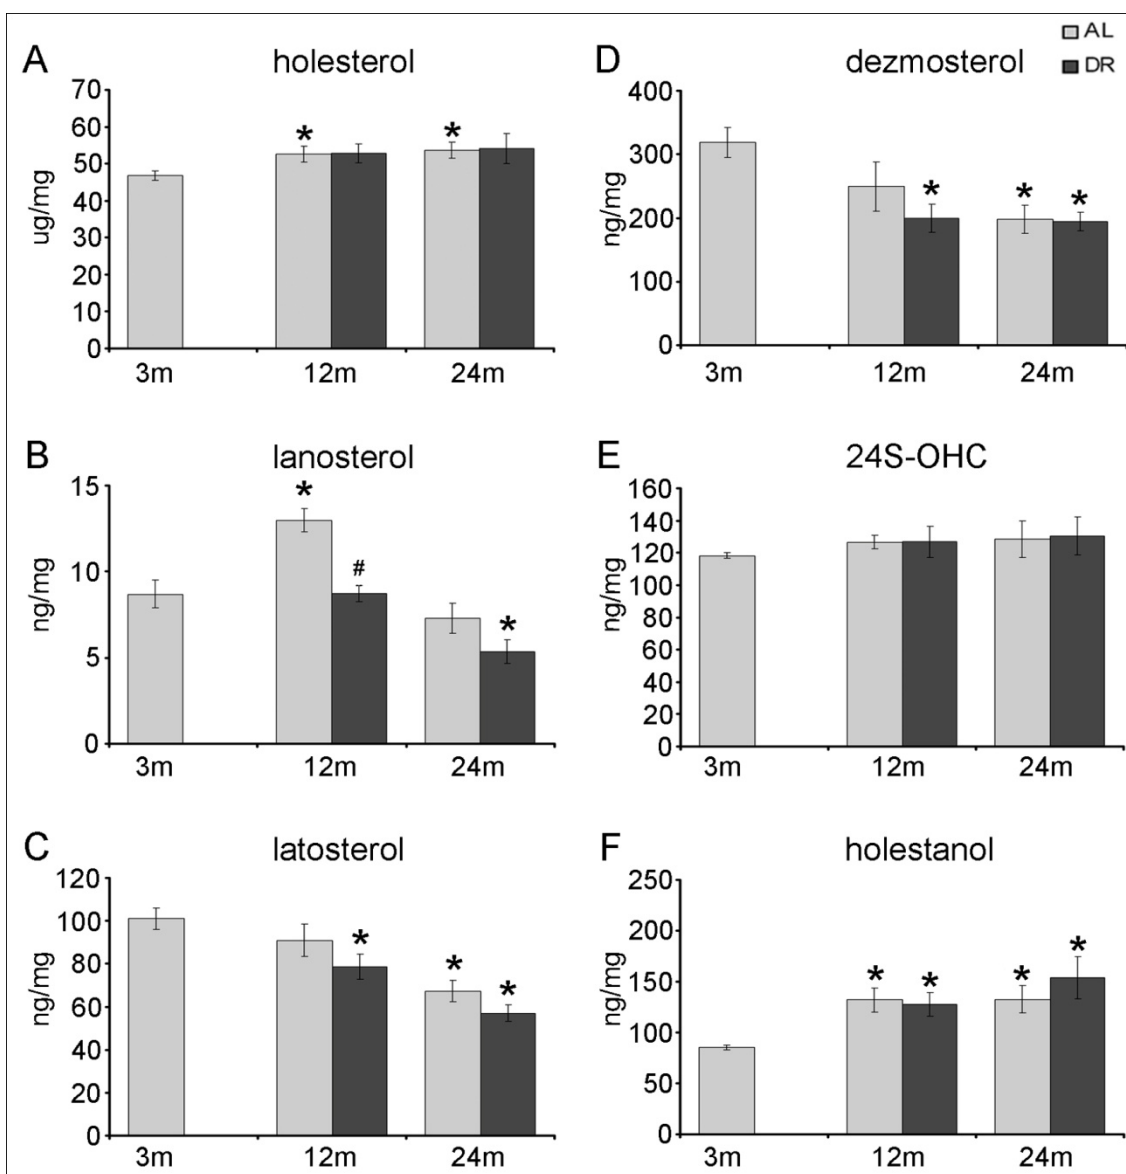 AL
DR
A
holesterol
ug/mg
70
60
50
40
30
20
10
0
*
*
3m
12m
24m
D
dezmosterol
ng/mg
400
300
200
100
0
*
*
*
3m
12m
24m
B
lanosterol
ng/mg
15
10
5
0
*
#
*
3m
12m
24m
E
24S-OHC
ng/mg
160
140
120
100
80
60
40
20
0
3m
12m
24m
C
latosterol
ng/mg
120
100
80
60
40
20
0
*
*
*
3m
12m
24m
F
holestanol
ng/mg
250
200
150
100
50
0
*
*
*
*
3m
12m
24m